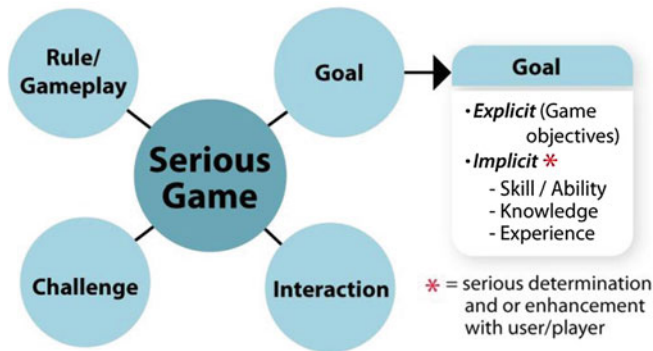 Rule/
Gameplay
Goal
Serious
Game
Challenge
Interaction
Goal
•Explicit (Game
objectives)
•Implicit *
- Skill / Ability
- Knowledge
- Experience
* = serious determination
and or enhancement
with user/player